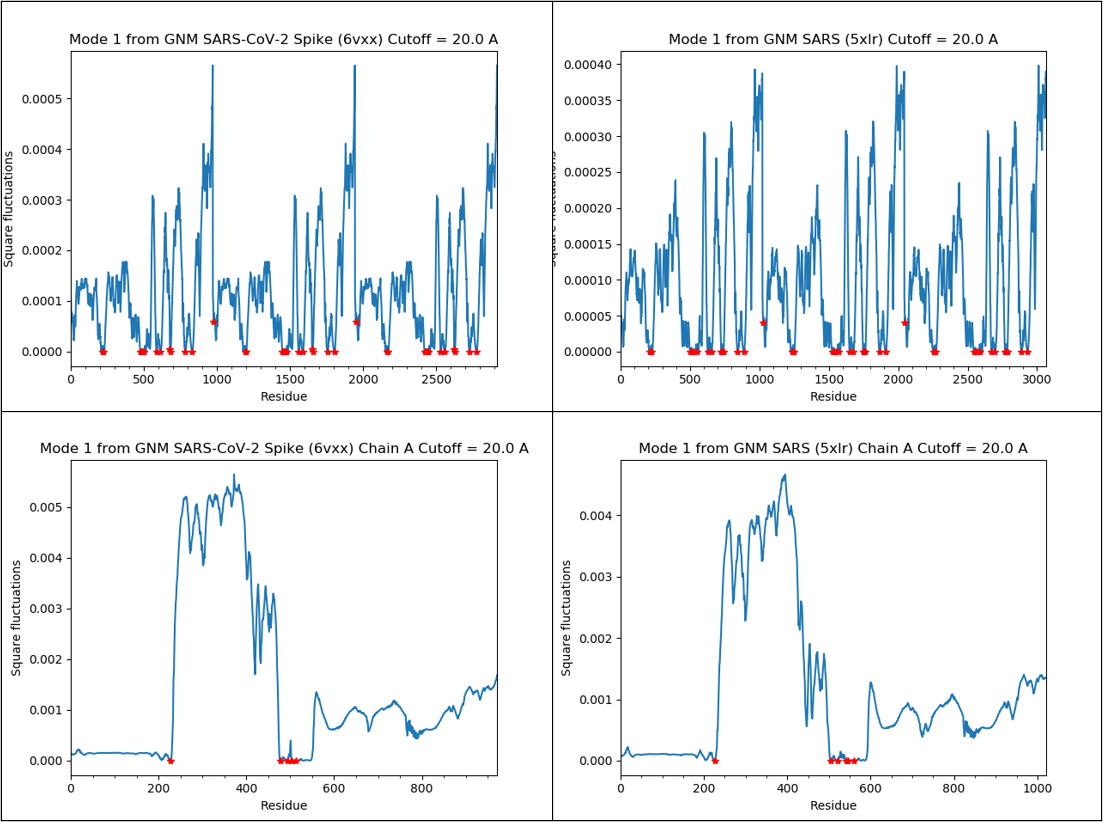 Mode 1 from GNM SARS-CoV-2 Spike (6vxx) Cutoff = 20.0 A
Square fluctuations
0.0005
0.0004
0.0003
0.0002
0.0001
0.0000
0 500 1000 1500 2000 2500
Residue
Mode 1 from GNM SARS (5xlr) Cutoff = 20.0 A
Square fluctuations
0.00040
0.00035
0.00030
0.00025
0.00020
0.00015
0.00010
0.00005
0.00000
0 500 1000 1500 2000 2500 3000
Residue
Mode 1 from GNM SARS-CoV-2 Spike (6vxx) Chain A Cutoff = 20.0 A
Square fluctuations
0.005
0.004
0.003
0.002
0.001
0.000
0 200 400 600 800
Residue
Mode 1 from GNM SARS (5xlr) Chain A Cutoff = 20.0 A
Square fluctuations
0.004
0.003
0.002
0.001
0.000
0 200 400 600 800 1000
Residue